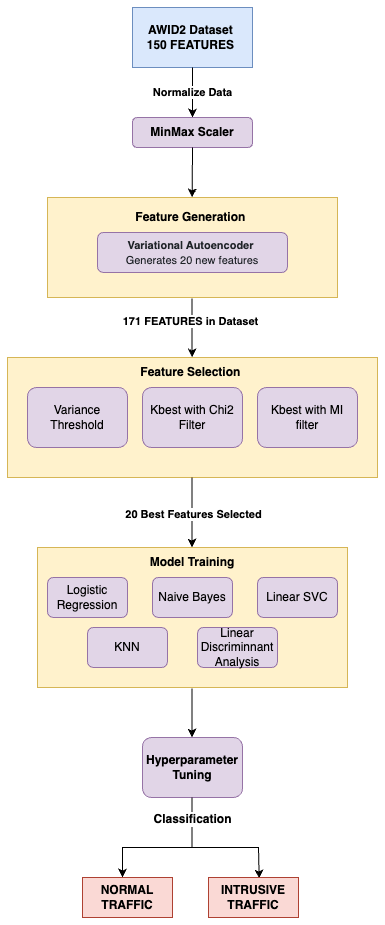 AWID2 Dataset
150 FEATURES
Normalize Data
MinMax Scaler
Feature Generation
Variational Autoencoder
Generates 20 new features
171 FEATURES in Dataset
Feature Selection
Variance
Threshold
Kbest with Chi2
Filter
Kbest with MI
filter
20 Best Features Selected
Model Training
Logistic
Regression
Naive Bayes
Linear SVC
KNN
Linear
Discriminnant
Analysis
Hyperparameter
Tuning
Classification
NORMAL
TRAFFIC
INTRUSIVE
TRAFFIC